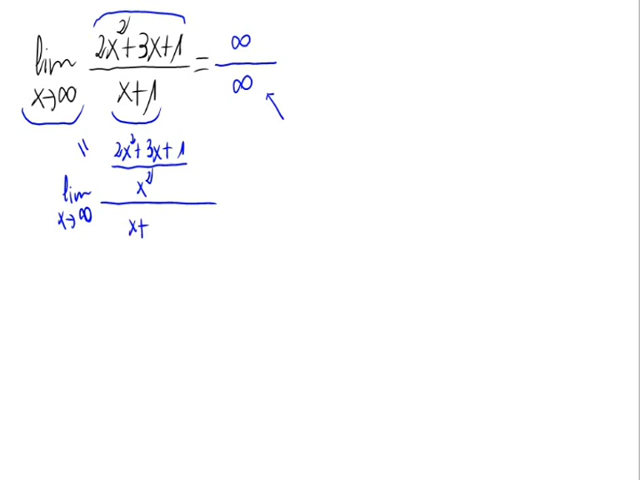 lim x→∞ (2x²+3x+1)/(x+1) = ∞/∞
=
lim x→∞ ((2x²+3x+1)/x²)/(x+